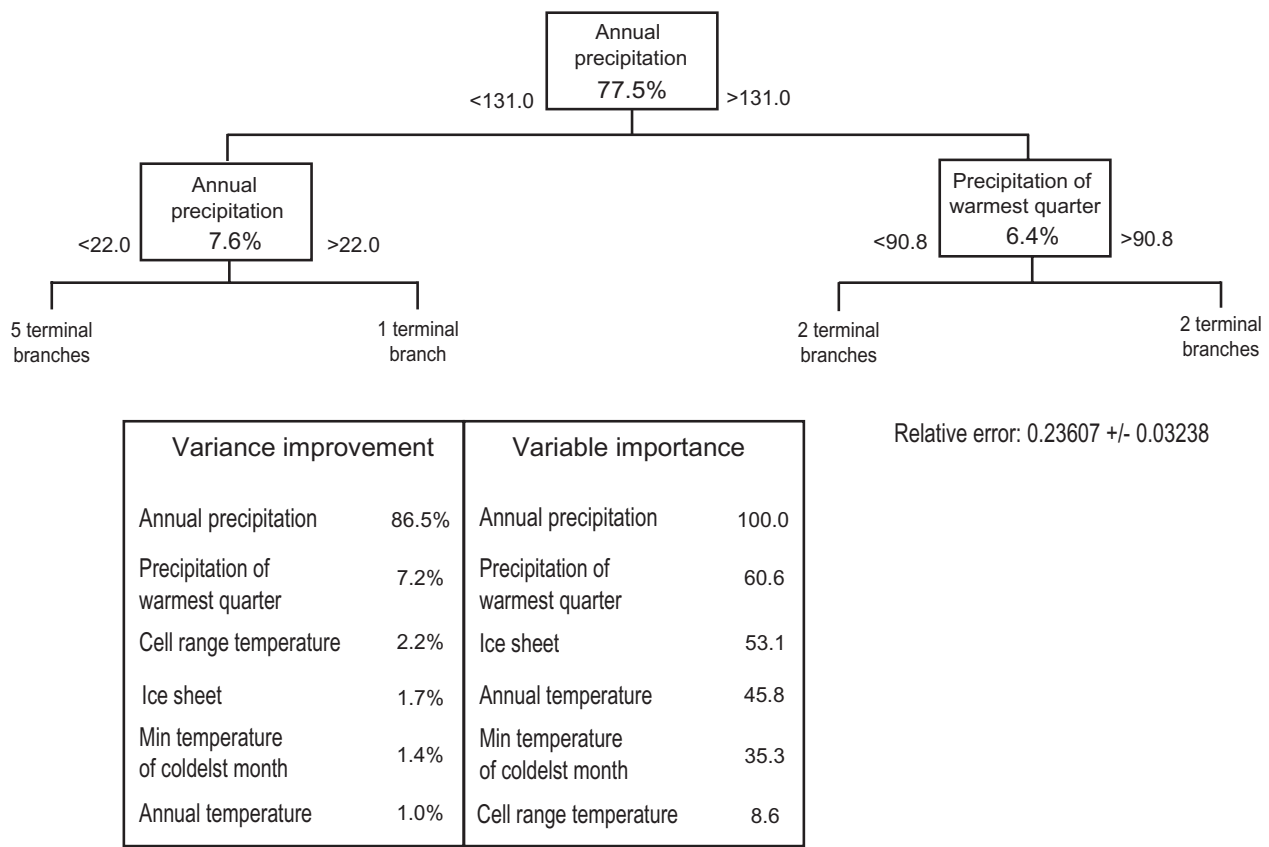 Annual
precipitation
77.5%
<131.0
>131.0
Annual
precipitation
7.6%
<22.0
>22.0
Precipitation of
warmest quarter
6.4%
<90.8
>90.8
5 terminal
branches
1 terminal
branch
2 terminal
branches
2 terminal
branches
Relative error: 0.23607 +/- 0.03238
Variance improvement
Annual precipitation 86.5%
Precipitation of
warmest quarter 7.2%
Cell range temperature 2.2%
Ice sheet 1.7%
Min temperature
of coldelst month 1.4%
Annual temperature 1.0%
Variable importance
Annual precipitation 100.0
Precipitation of
warmest quarter 60.6
Ice sheet 53.1
Annual temperature 45.8
Min temperature
of coldelst month 35.3
Cell range temperature 8.6